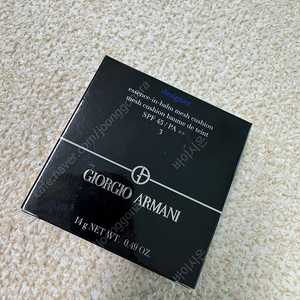 designer
essence-in-balm mesh cushion
mesh cushion baume de teint
SPF 45 / PA ++
3
GIORGIO ARMANI
14 g NET WT. 0.49 OZ.